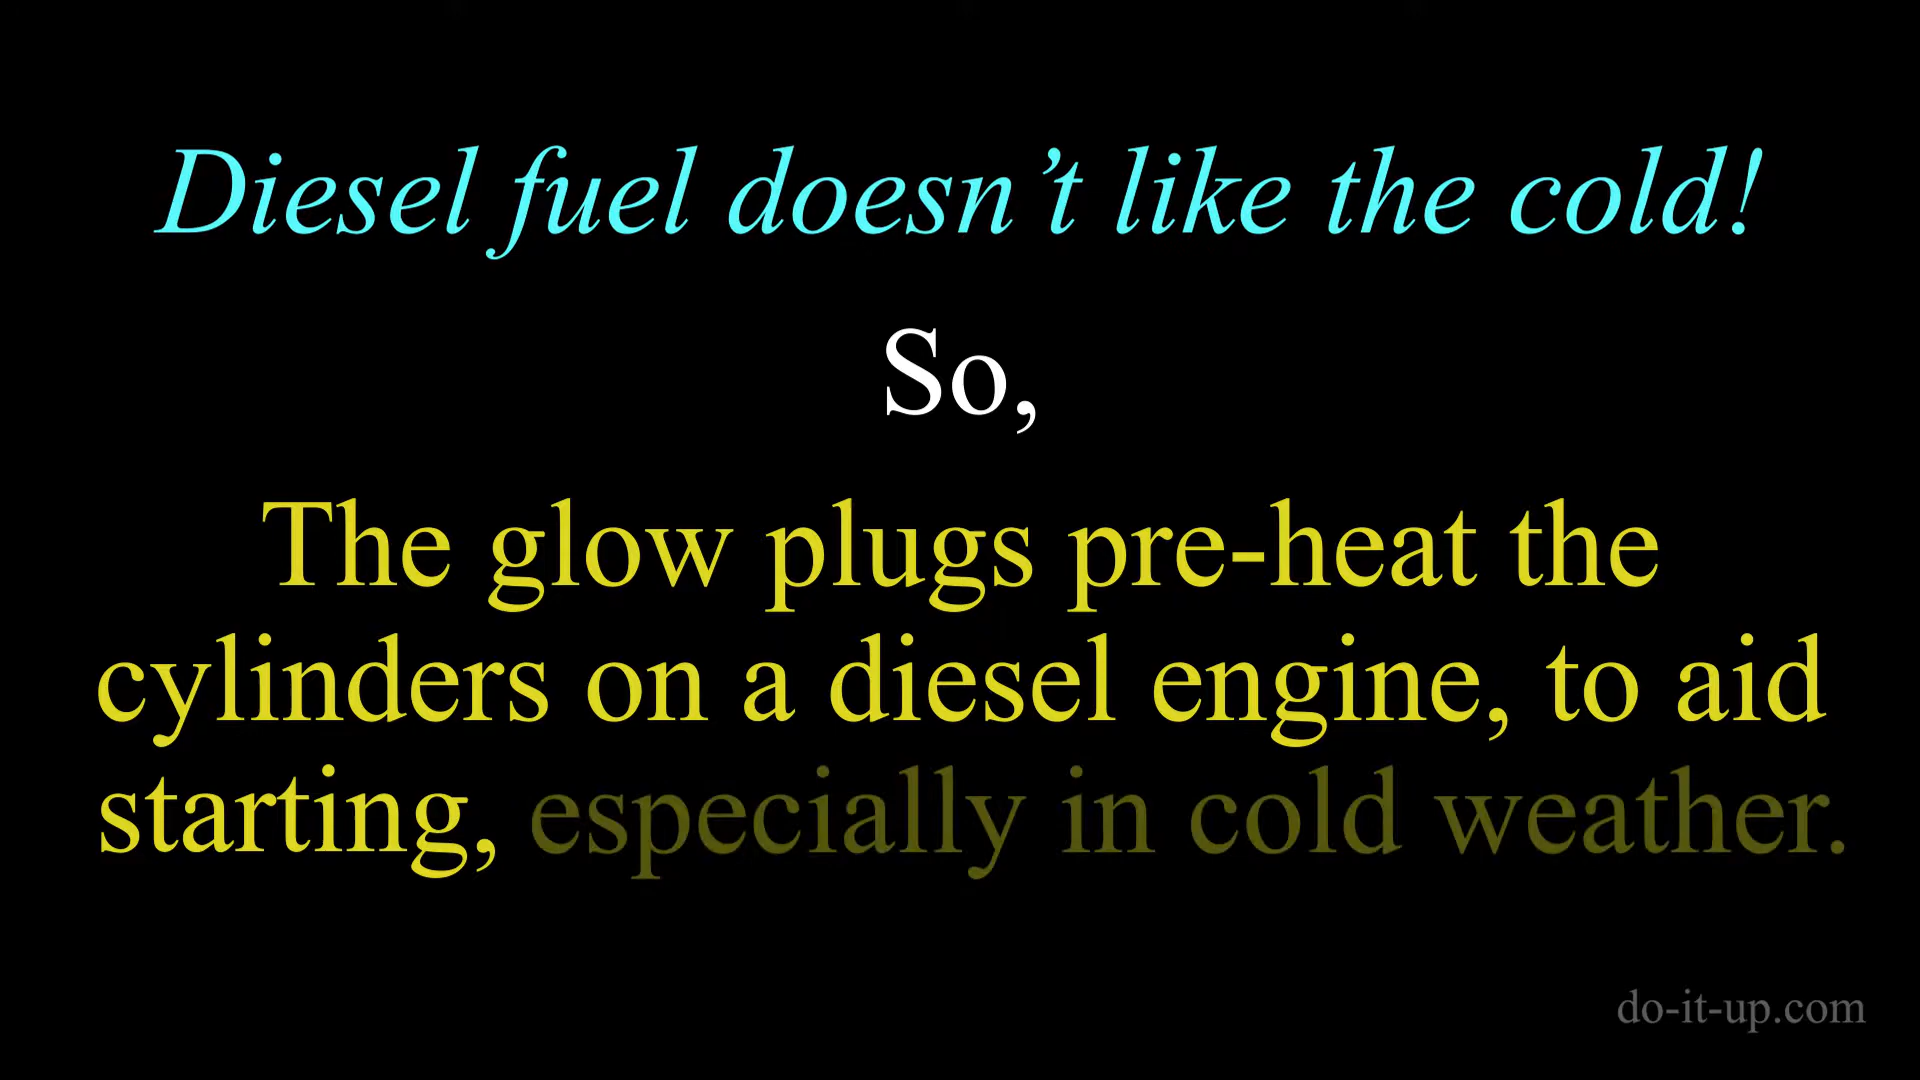 Diesel fuel doesn’t like the cold!
So,
The glow plugs pre-heat the
cylinders on a diesel engine, to aid
starting, especially in cold weather.
do-it-up.com